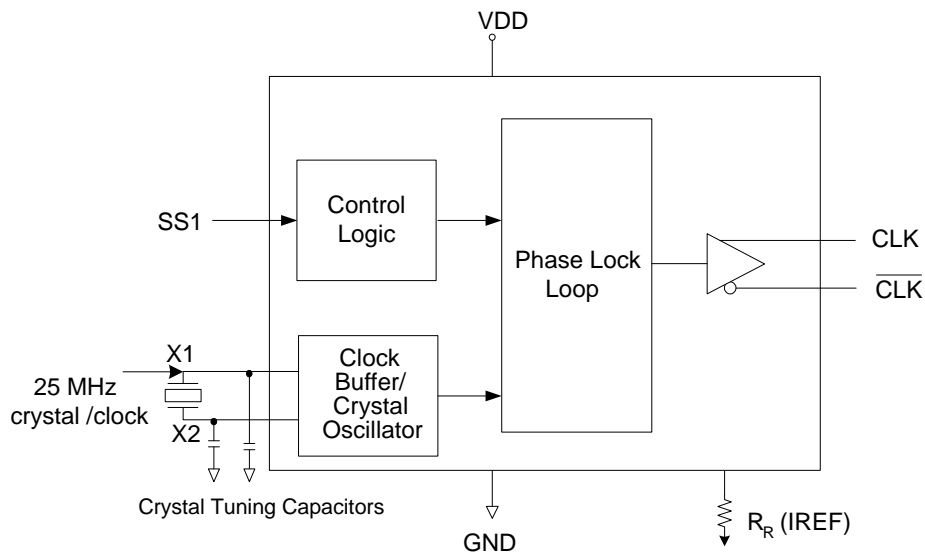 VDD
SS1
Control
Logic
Phase Lock
Loop
CLK
CLK
X1
25 MHz
crystal /clock
X2
Clock
Buffer/
Crystal
Oscillator
Crystal Tuning Capacitors
GND
RR (IREF)